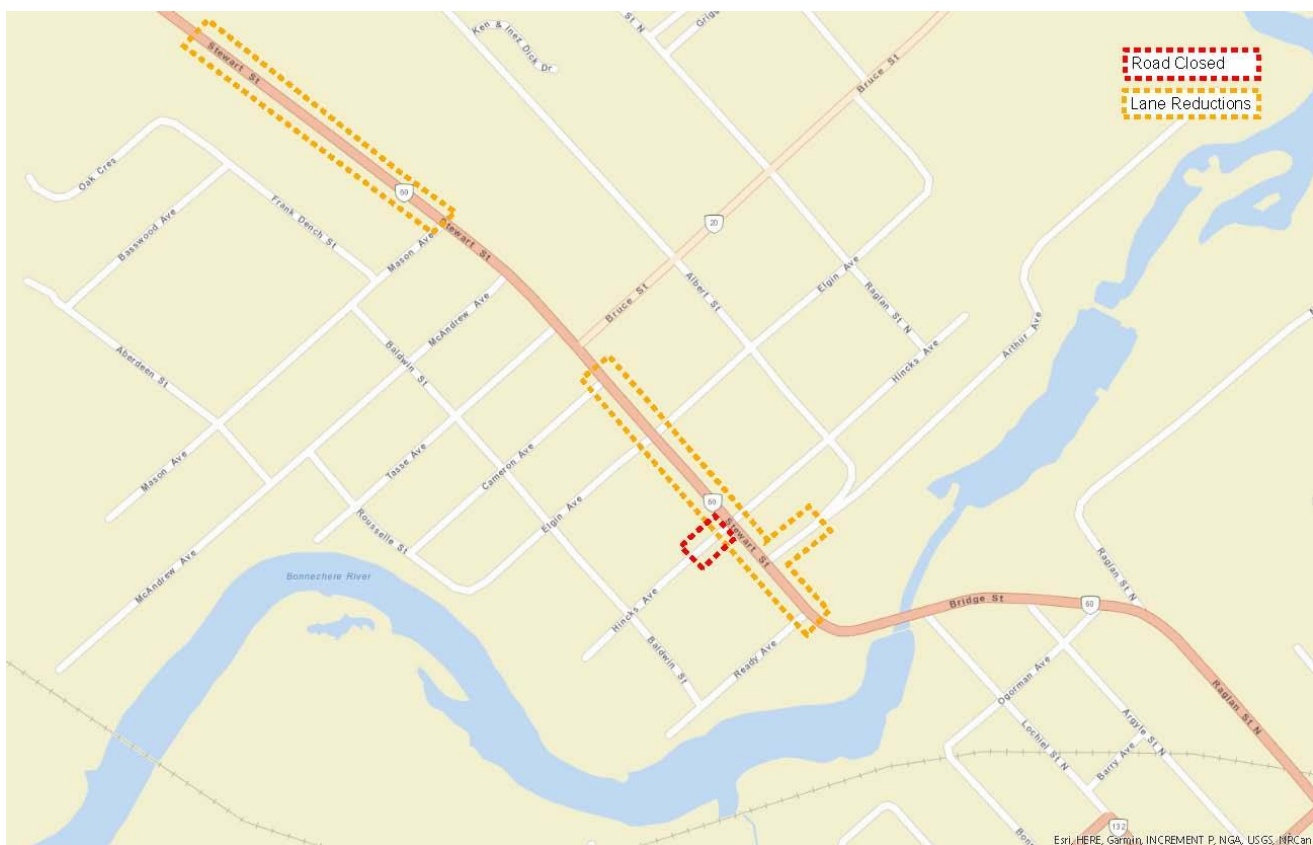 Stewart St
Ken & Inez Dick Dr
Bruce St
Road Closed
Lane Reductions
Oak Cres
Frank Dench St
60
Basswood Ave
Mason Ave
Stewart St
20
Elgin Ave
Albert St
Raglan St N
Bruce St
McAndrew Ave
Baldwin St
Aberdeen St
Hincks Ave
Arthur Ave
Mason Ave
Tasse Ave
Cameron Ave
Elgin Ave
Rousselle St
60
Stewart St
McAndrew Ave
Bonnechere River
Hincks Ave
Baldwin St
Ready Ave
Bridge St
60
Raglan St N
Ogorman Ave
Raglan St N
Lochiel St N
Argyle St N
Barry Ave
132
Esri, HERE, Garmin, INCREMENT P, NGA, USGS, NRCan